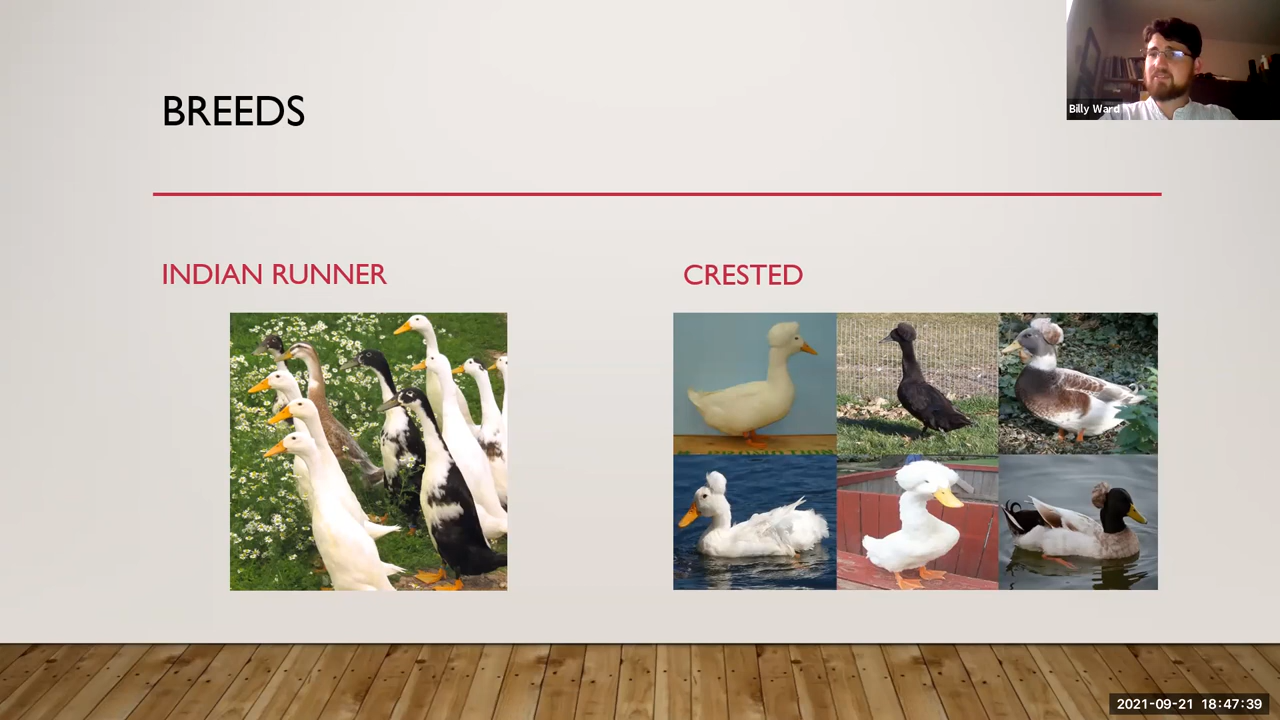 BREEDS
Billy Ward
INDIAN RUNNER
CRESTED
2021-09-21 18:47:39